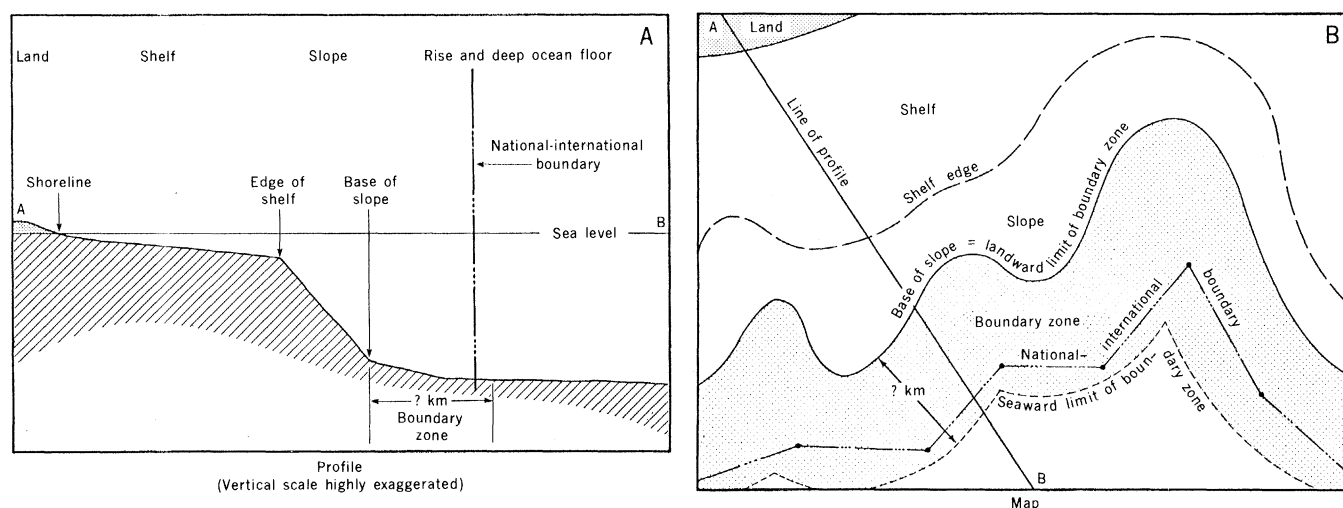 A
Land
Shelf
Slope
Rise and deep ocean floor
National-international
boundary
Shoreline
Edge of
shelf
Base of
slope
A
B
Sea level
? km
Boundary
zone
Profile
(Vertical scale highly exaggerated)
A
Land
B
Shelf
Line of profile
Shelf edge
Slope
Base of slope = landward limit of boundary zone
Boundary zone
National-
international
boundary
? km
Seaward limit of boun-
dary zone
B
Map